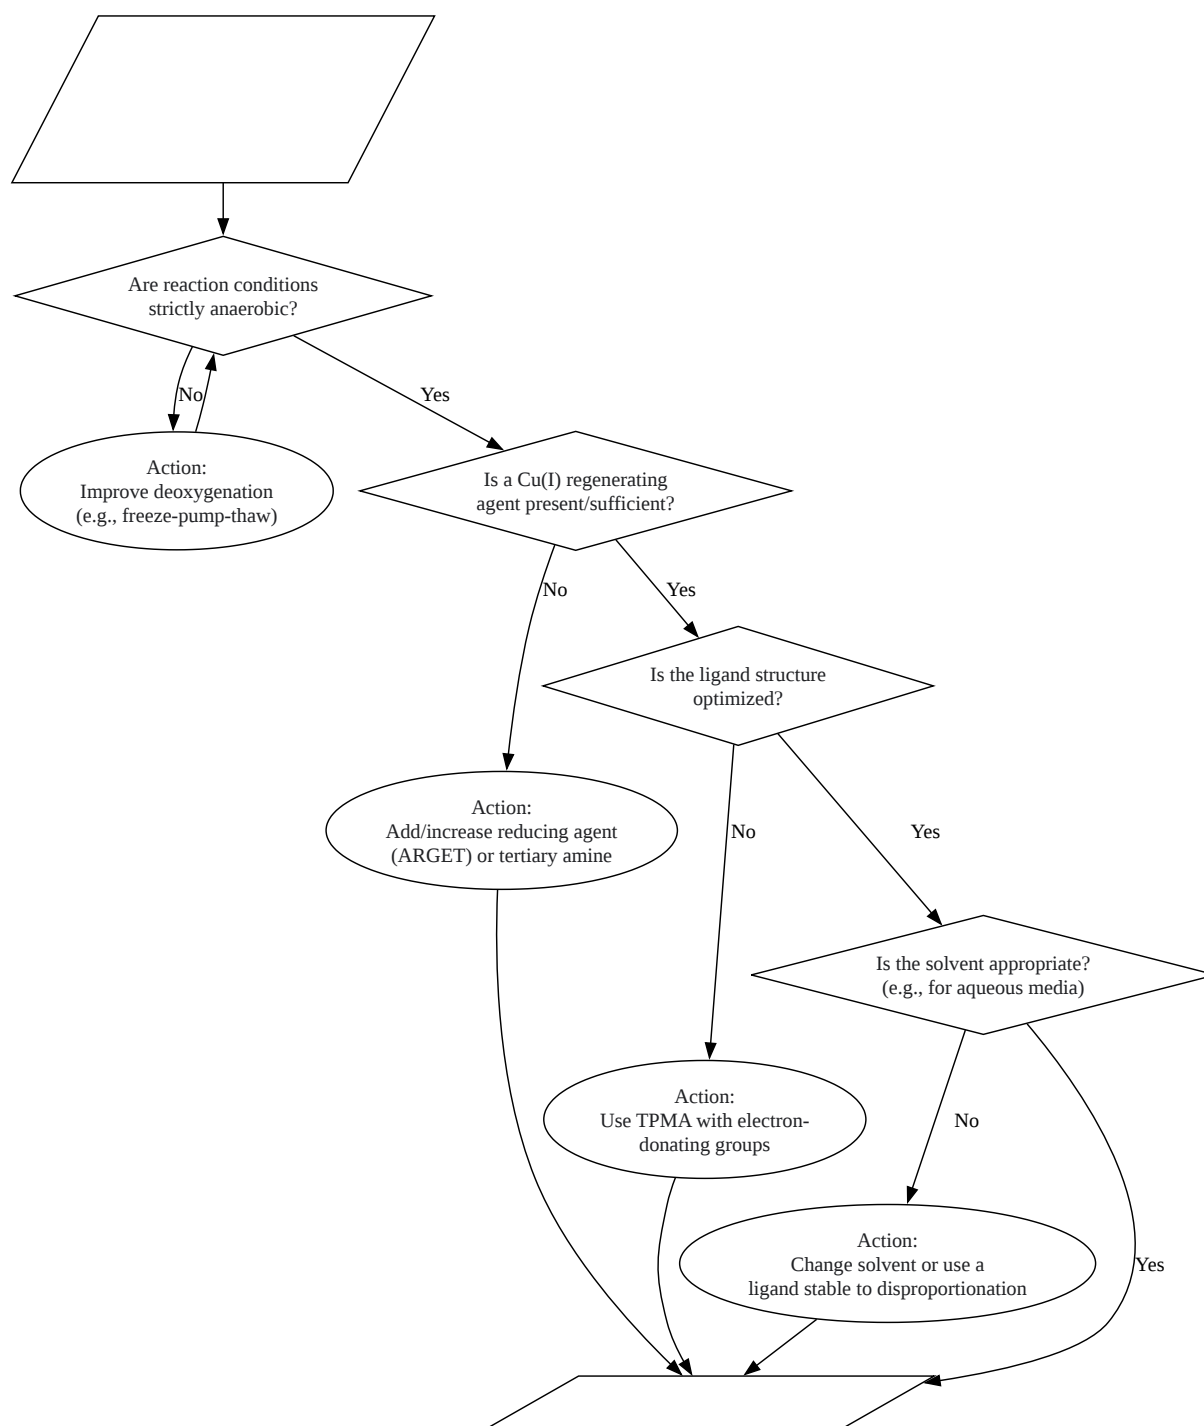 Are reaction conditions
strictly anaerobic?
No
Yes
Action:
Improve deoxygenation
(e.g., freeze-pump-thaw)
Is a Cu(I) regenerating
agent present/sufficient?
No
Yes
Is the ligand structure
optimized?
Action:
Add/increase reducing agent
(ARGET) or tertiary amine
No
Yes
Is the solvent appropriate?
(e.g., for aqueous media)
Action:
Use TPMA with electron-
donating groups
No
Action:
Change solvent or use a
ligand stable to disproportionation
Yes